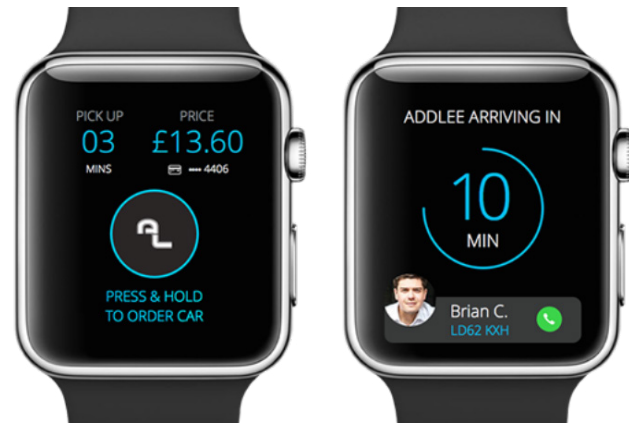 PICK UP PRICE
03 £13.60
MINS ---- 4406
AL
PRESS & HOLD
TO ORDER CAR
ADDLEE ARRIVING IN
10
MIN
Brian C.
LD62 KXH